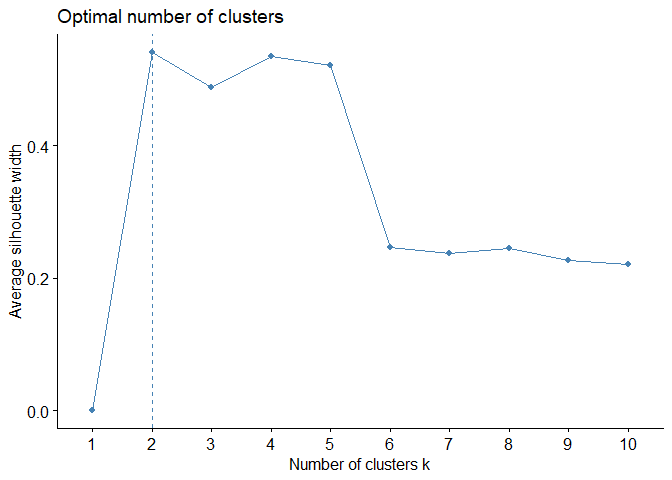 Optimal number of clusters
Average silhouette width
0.4
0.2
0.0
1 2 3 4 5 6 7 8 9 10
Number of clusters k